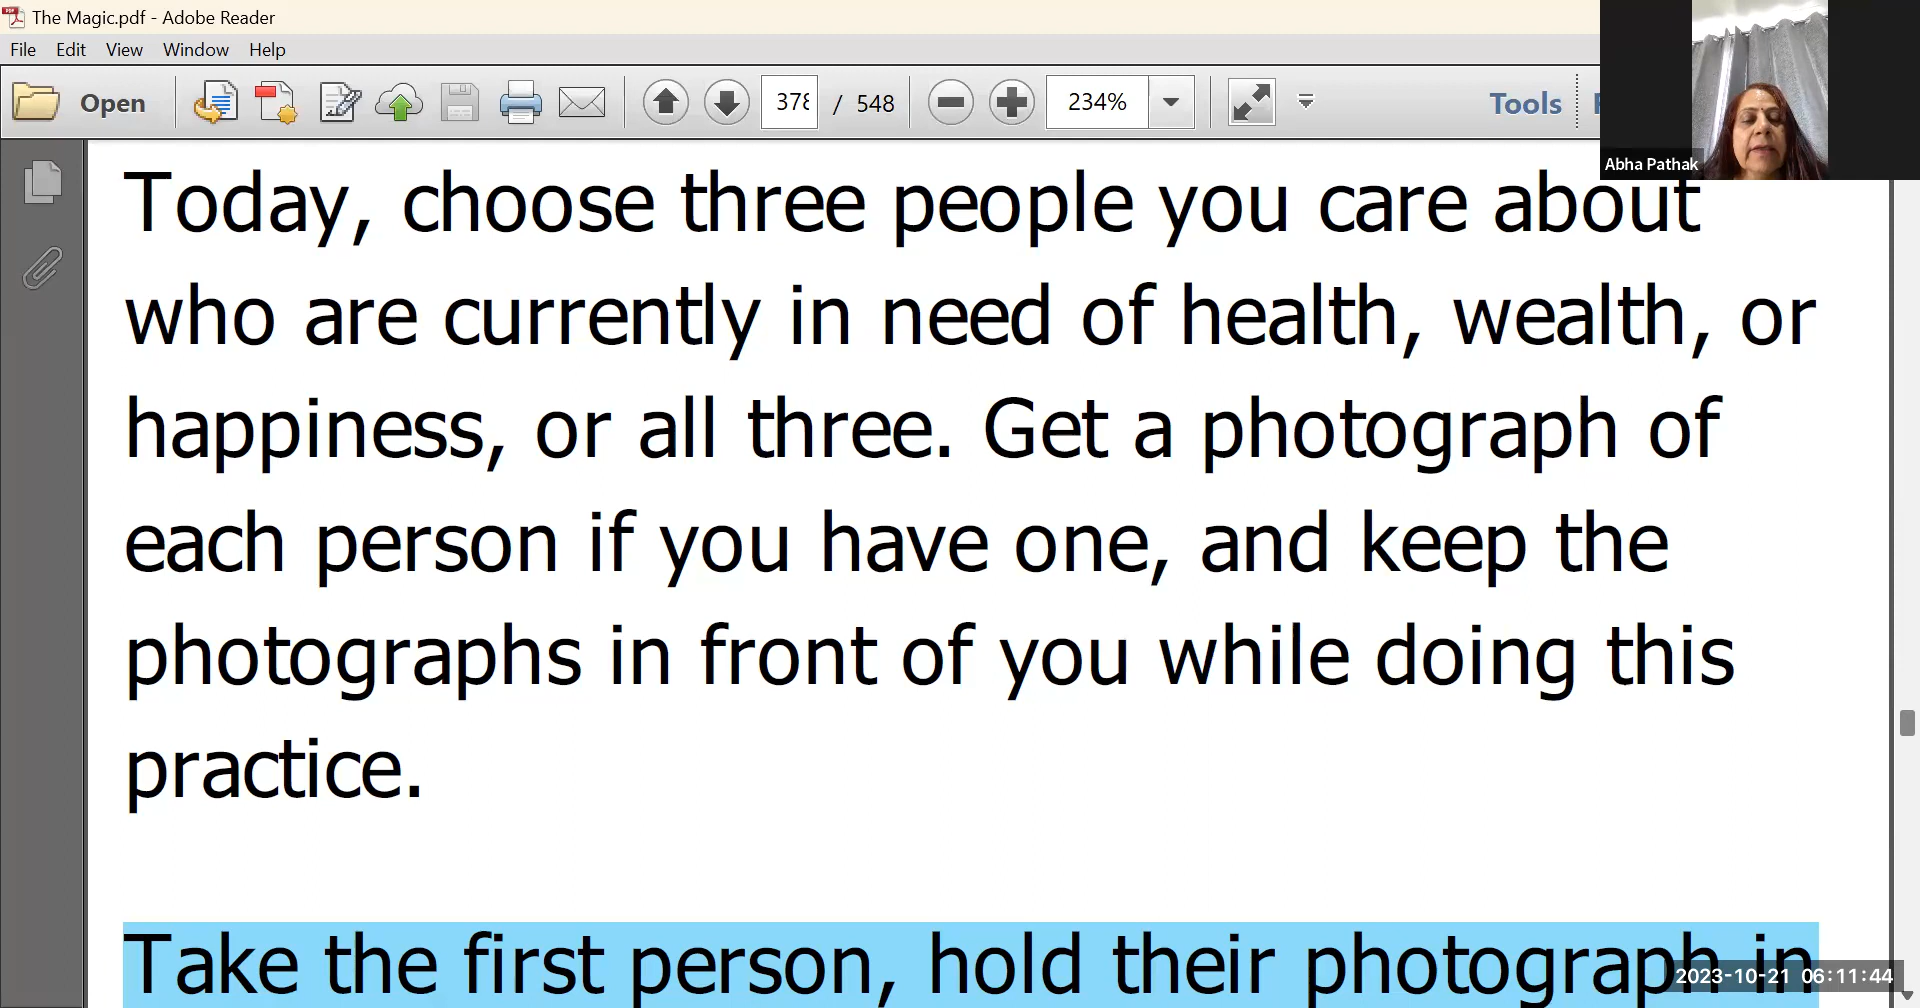 The Magic.pdf - Adobe Reader
File Edit View Window Help
Open 378 / 548 234% Tools
Abha Pathak
Today, choose three people you care about
who are currently in need of health, wealth, or
happiness, or all three. Get a photograph of
each person if you have one, and keep the
photographs in front of you while doing this
practice.
Take the first person, hold their photograph in
2023-10-21 06:11:44